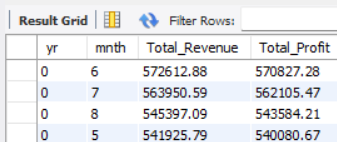 Result Grid Filter Rows:
yr mnth Total_Revenue Total_Profit
0 6 572612.88 570827.28
0 7 563950.59 562105.47
0 8 545397.09 543584.21
0 5 541925.79 540080.67